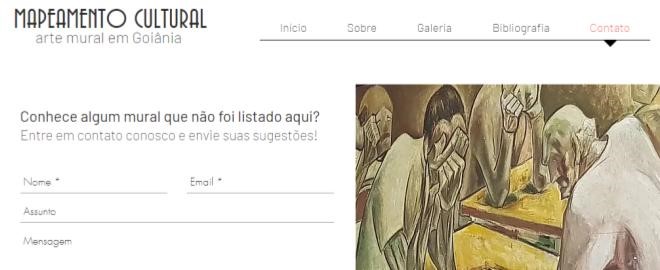 MAPEAMENTO CULTURAL
arte mural em Goiânia
Início Sobre Galeria Bibliografia Contato
Conhece algum mural que não foi listado aqui?
Entre em contato conosco e envie suas sugestões!
Nome * Email *
Assunto
Mensagem